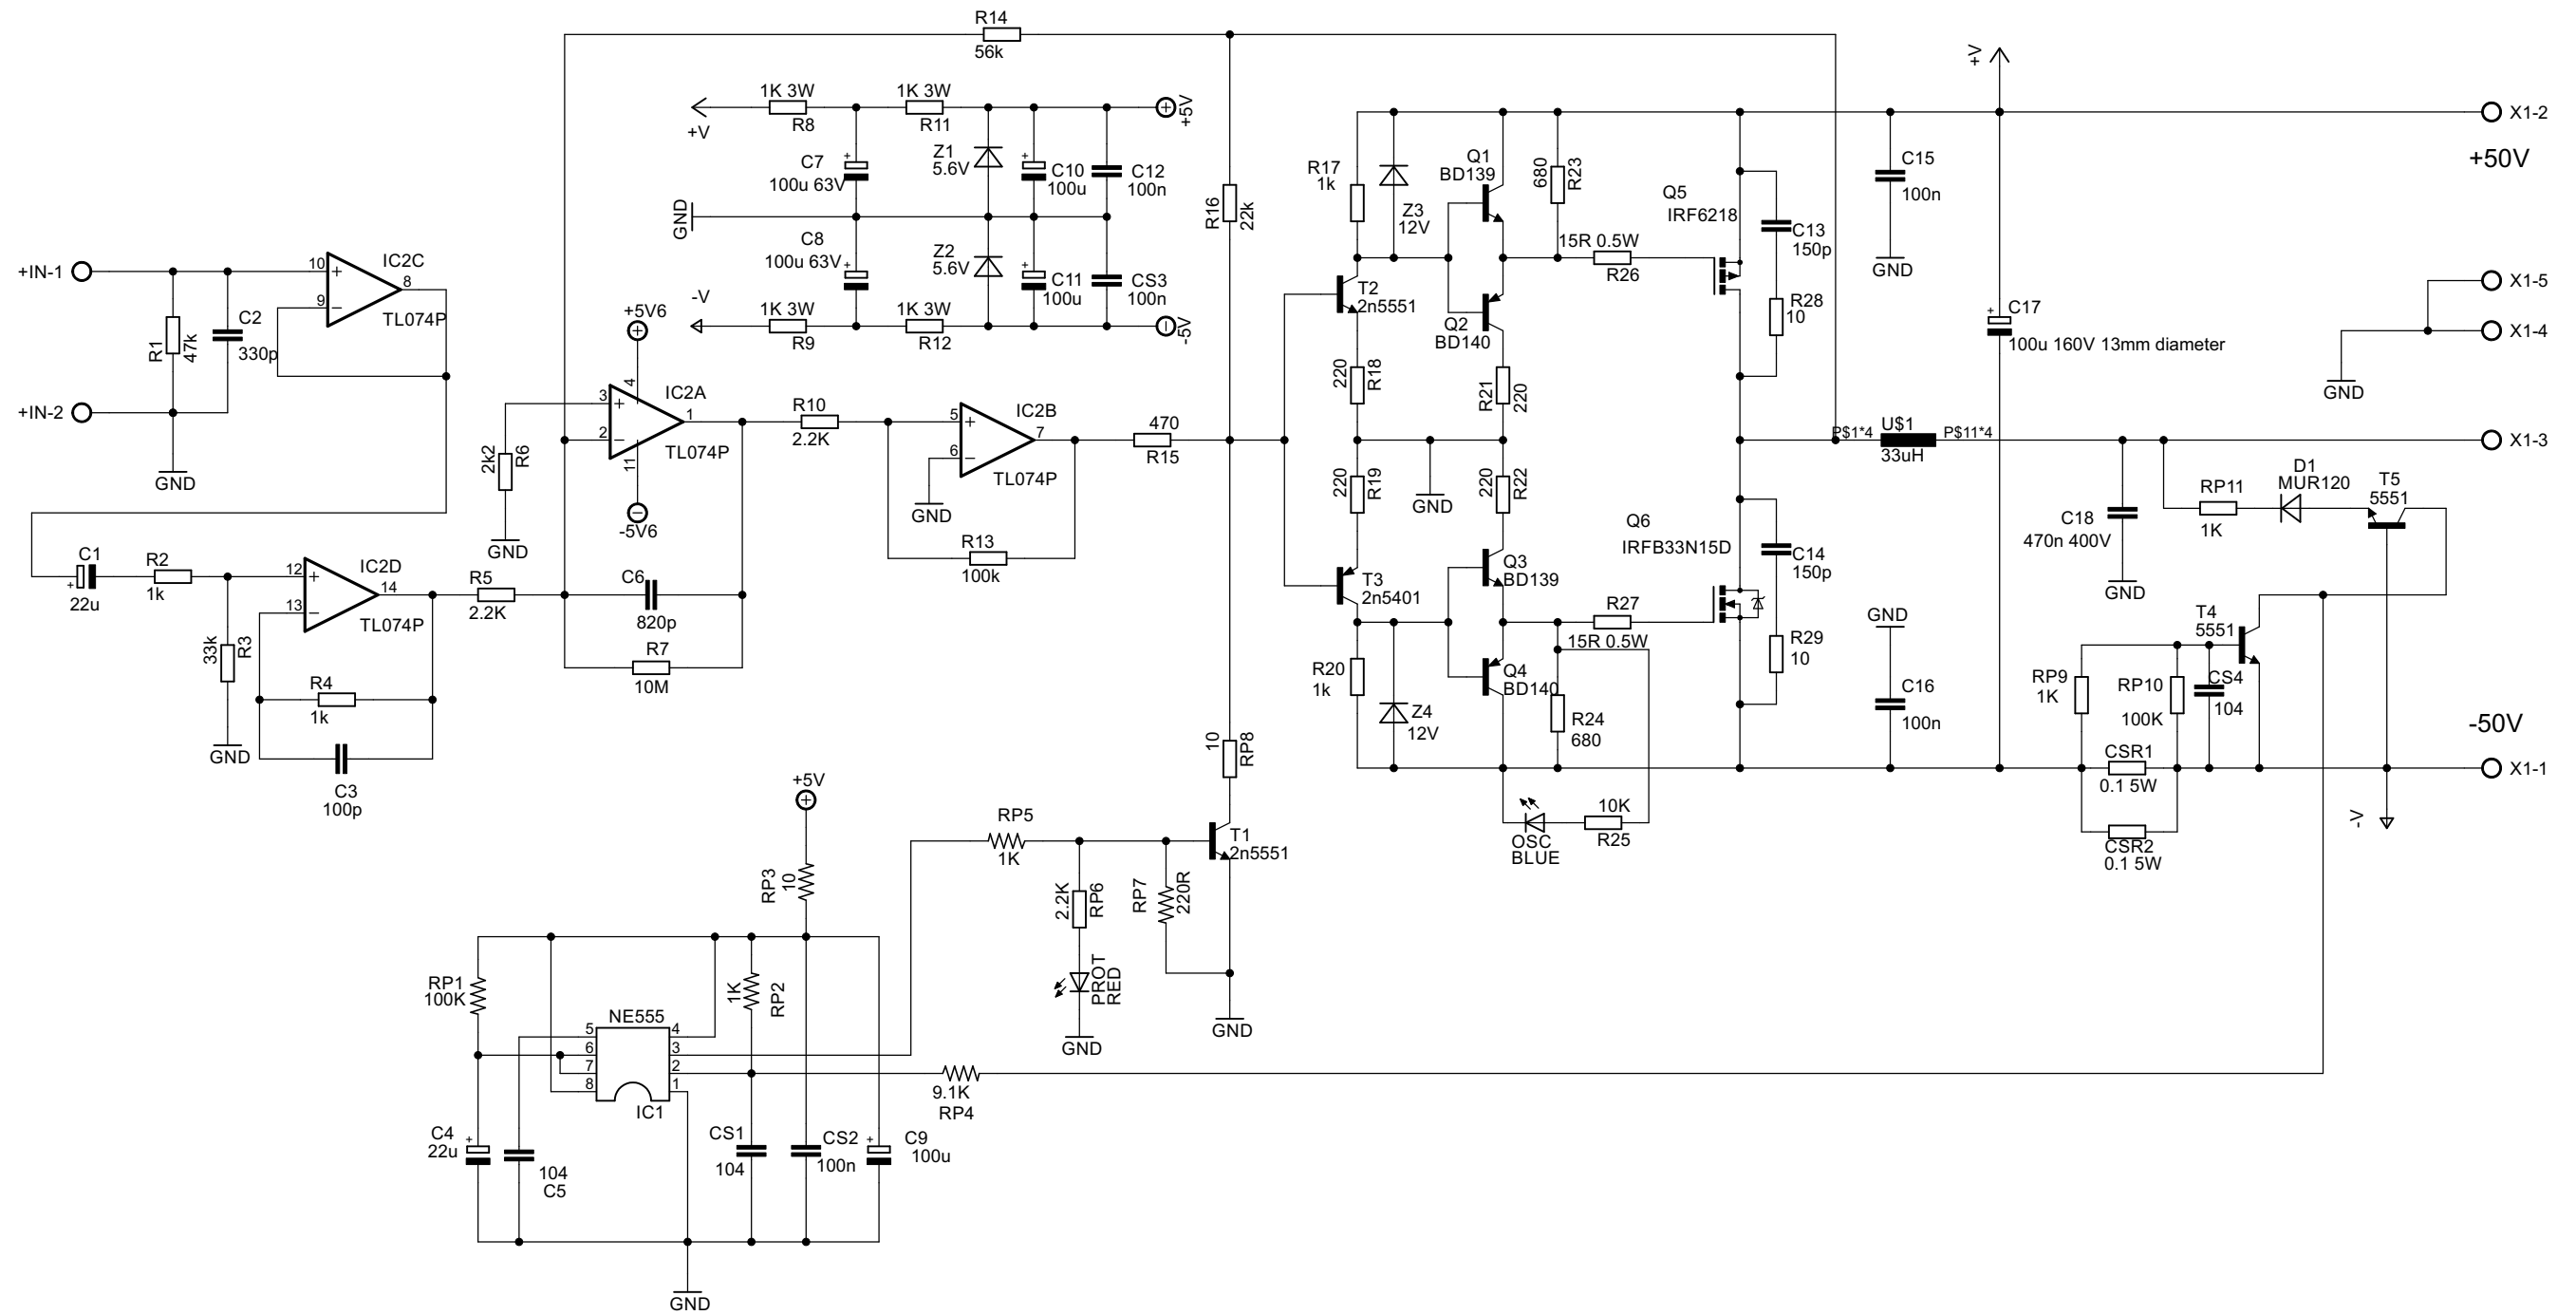 R14
56k
+V
1K 3W
R8
1K 3W
R11
+V
+5V
C7
100u 63V
Z1
5.6V
C10
100u
C12
100n
GND
C8
100u 63V
Z2
5.6V
C11
100u
CS3
100n
-V
1K 3W
R9
1K 3W
R12
-5V
R16
22k
R17
1k
Z3
12V
Q1
BD139
680
R23
Q5
IRF6218
C13
150p
15R 0.5W
R26
T2
2n5551
Q2
BD140
R28
10
C15
100n
GND
+
C17
100u 160V 13mm diameter
X1-2
+50V
X1-5
X1-4
GND
+IN-1
10
+
9
−
8
IC2C
TL074P
R1
47k
C2
330p
+IN-2
GND
+5V6
3
+
2
−
4
11
1
IC2A
TL074P
-5V6
2k2
R6
GND
R10
2.2K
5
+
6
−
7
IC2B
TL074P
GND
R13
100k
470
R15
220
R18
R21
220
220
R19
220
R22
GND
P$1*4
U$1
P$11*4
33uH
X1-3
C1
+
22u
R2
1k
12
+
13
−
14
IC2D
TL074P
33k
R3
GND
R4
1k
C3
100p
R5
2.2K
C6
820p
R7
10M
T3
2n5401
Q3
BD139
Q6
IRFB33N15D
C14
150p
R27
15R 0.5W
R20
1k
Z4
12V
Q4
BD140
R24
680
R29
10
GND
C16
100n
C18
470n 400V
GND
RP11
1K
D1
MUR120
T5
5551
T4
5551
RP9
1K
RP10
100K
CS4
104
CSR1
0.1 5W
CSR2
0.1 5W
-50V
X1-1
-V
OSC
BLUE
10K
R25
10
RP8
T1
2n5551
RP5
1K
2.2K
RP6
RP7
220R
PROT
RED
GND
GND
+5V
RP3
10
RP1
100K
NE555
5
6
7
8
4
3
2
1
IC1
1K
RP2
9.1K
RP4
C4
22u
+
104
C5
CS1
104
CS2
100n
+
C9
100u
GND